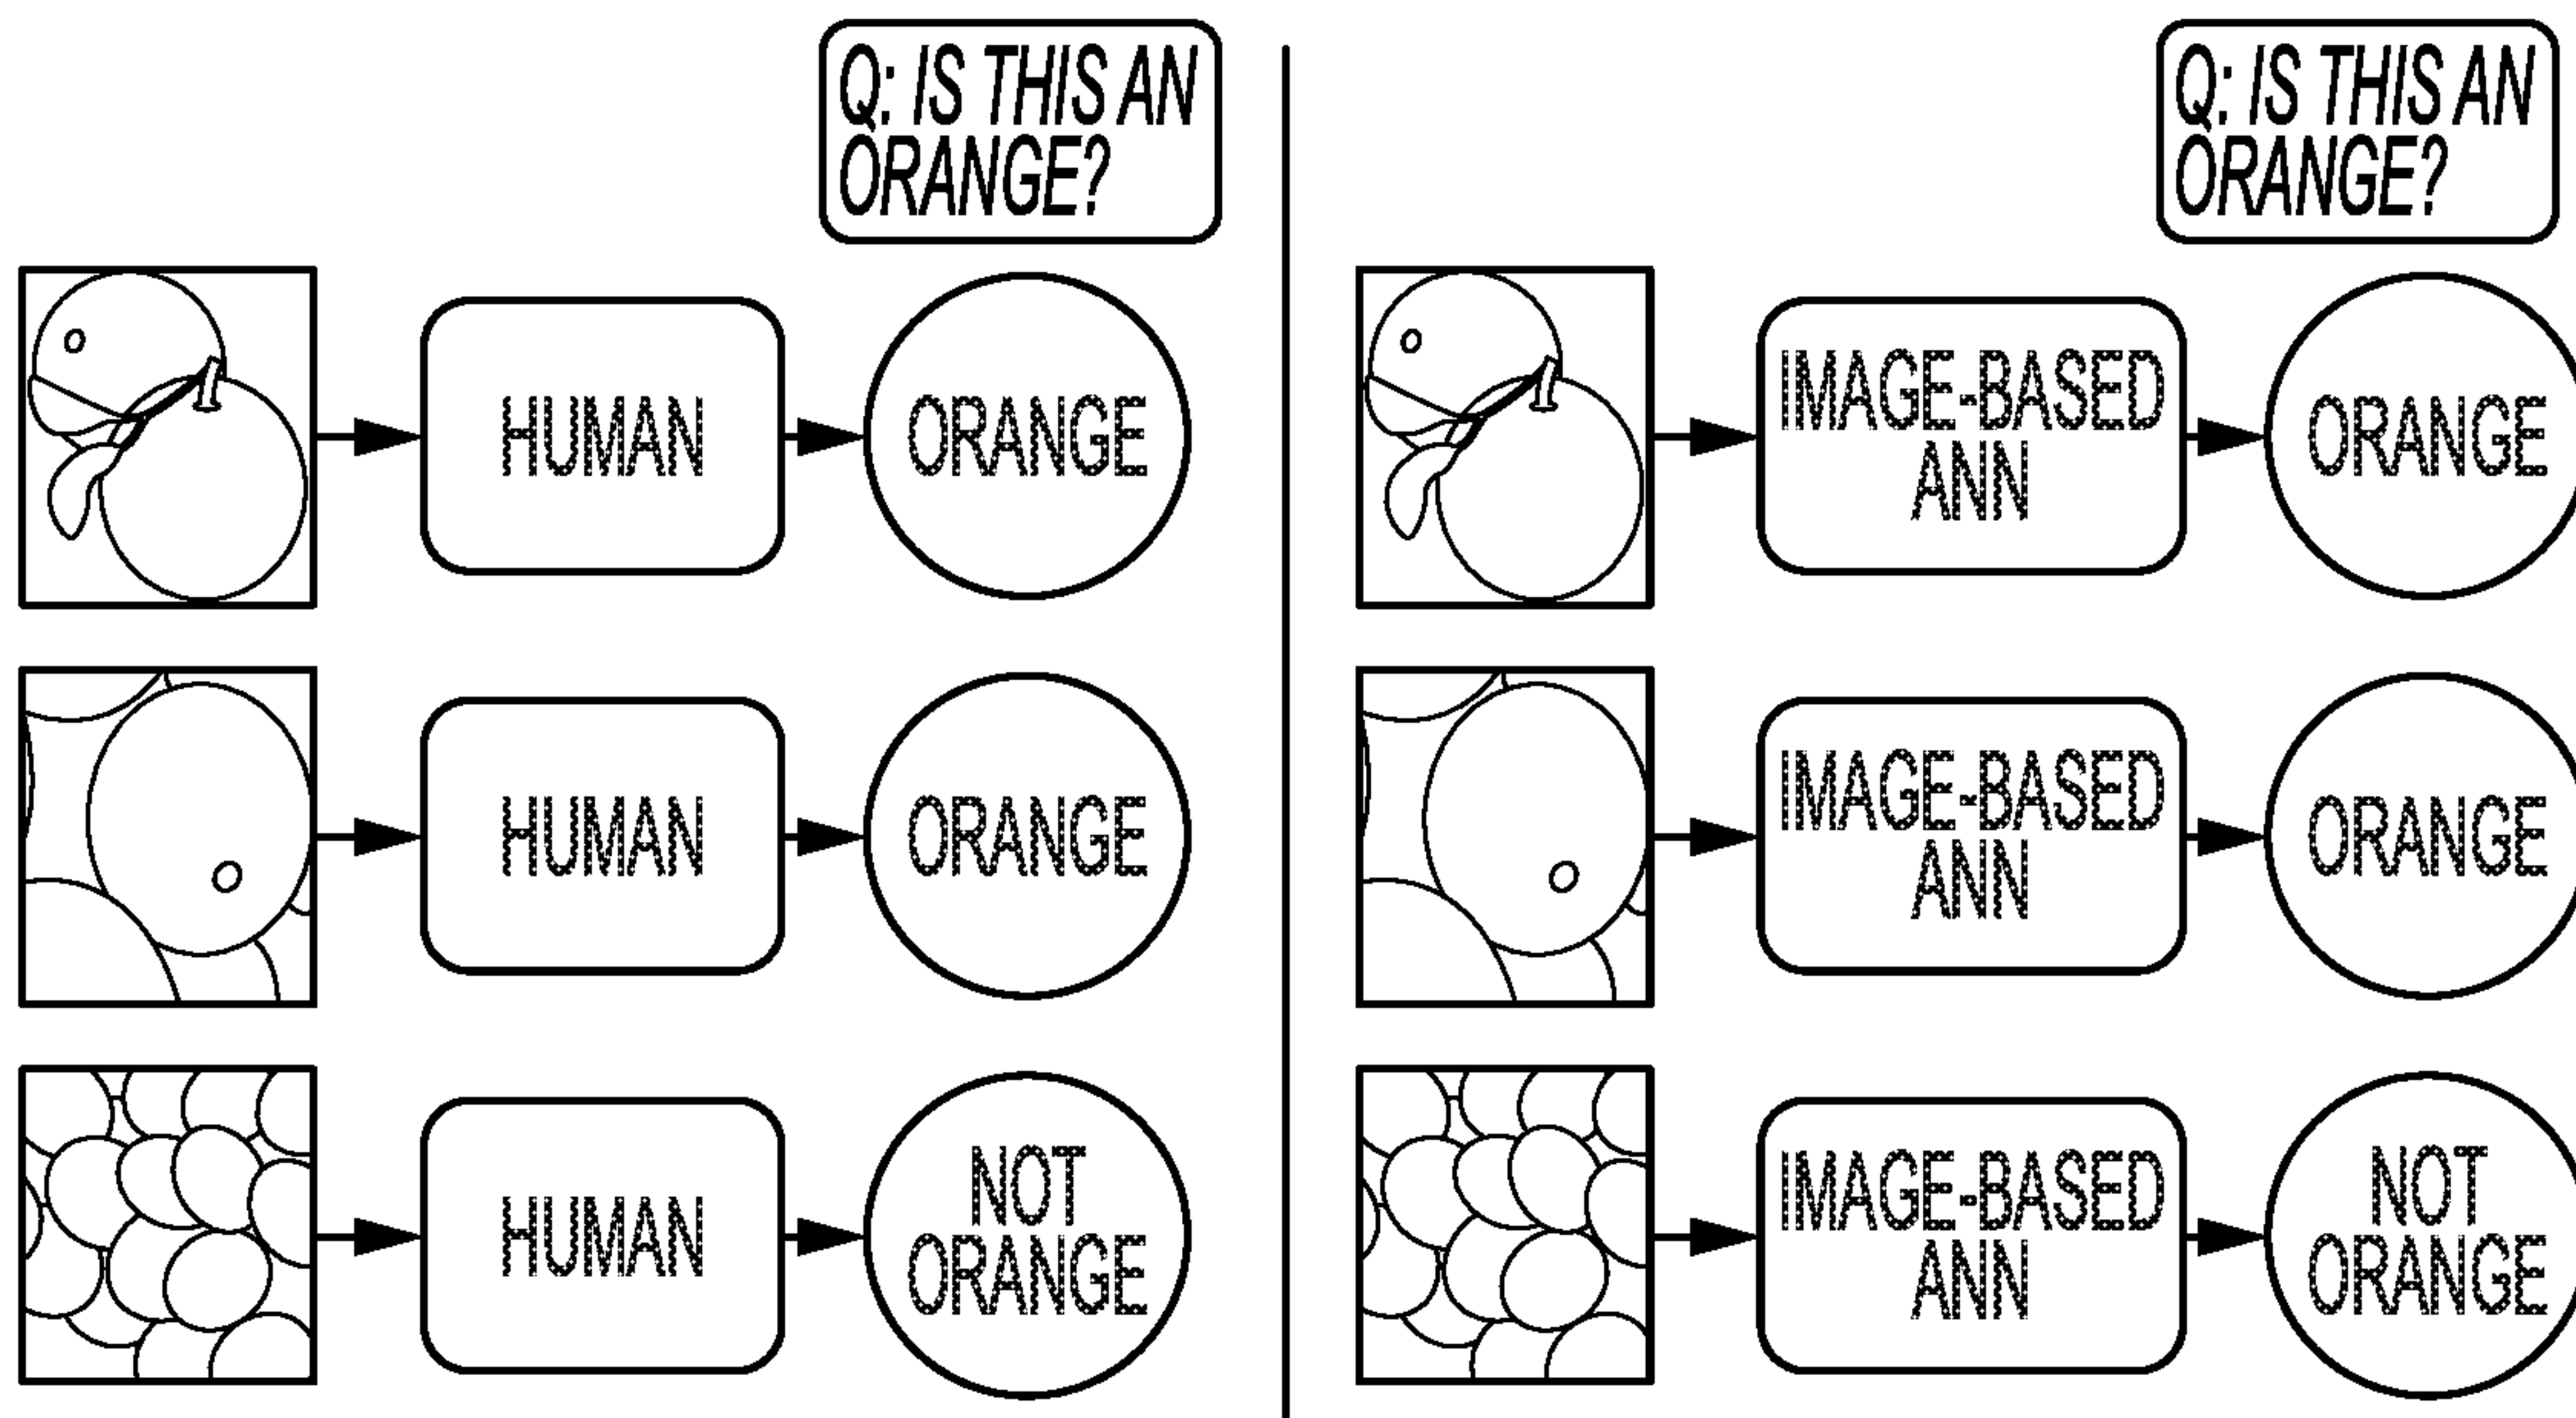 Q: IS THIS AN
ORANGE?
HUMAN
ORANGE
HUMAN
ORANGE
HUMAN
NOT
ORANGE
Q: IS THIS AN
ORANGE?
IMAGE-BASED
ANN
ORANGE
IMAGE-BASED
ANN
ORANGE
IMAGE-BASED
ANN
NOT
ORANGE